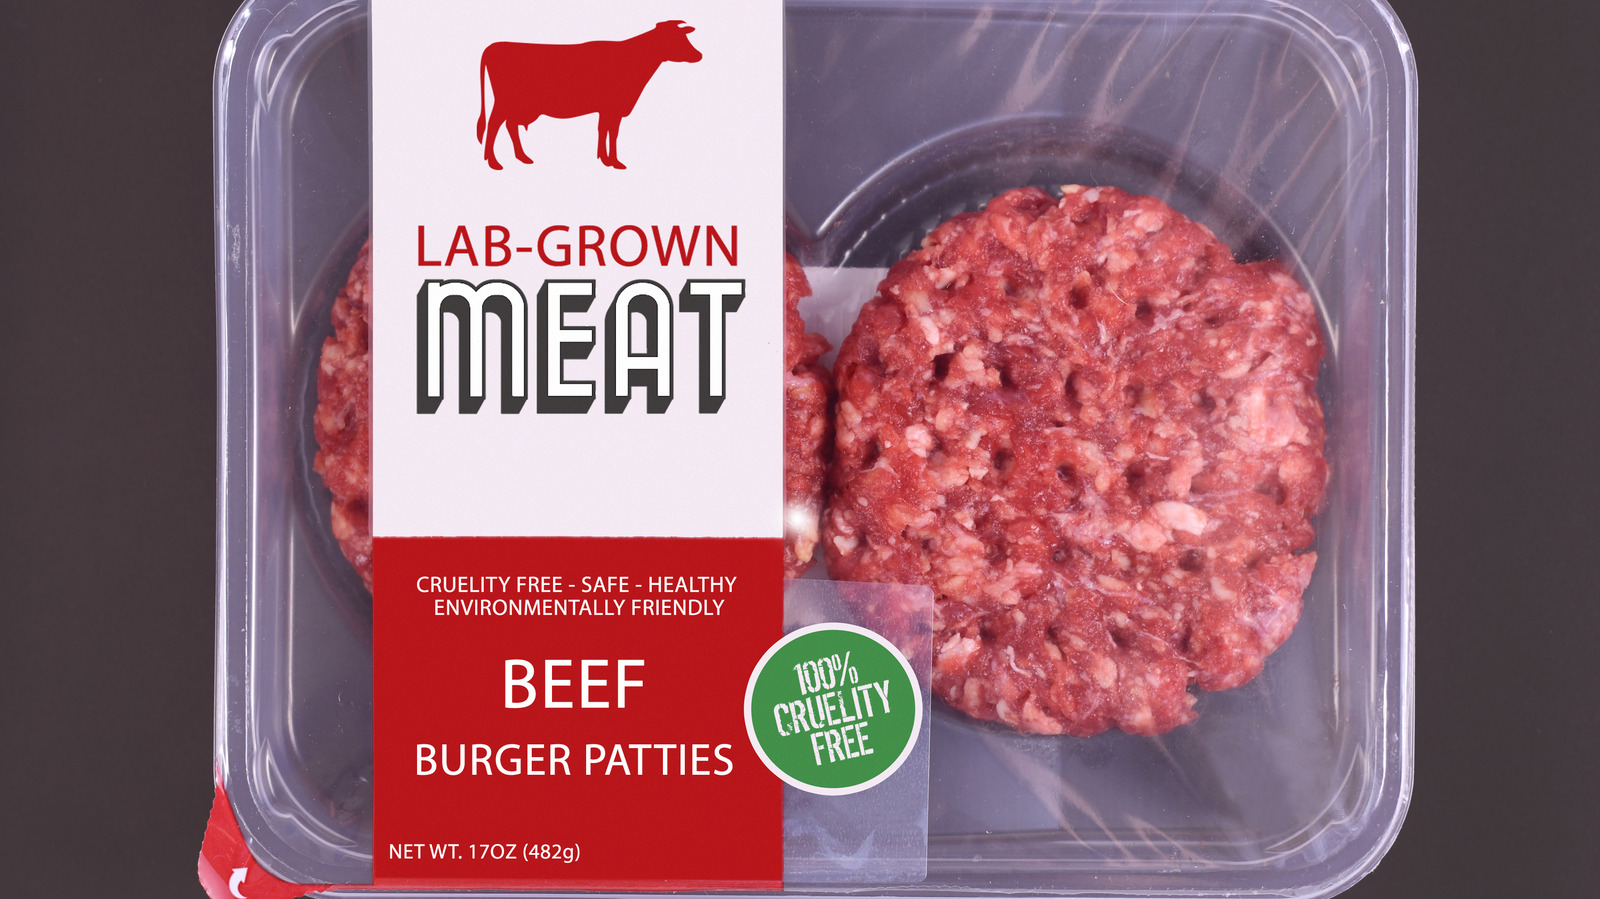 LAB-GROWN
MEAT
CRUELITY FREE - SAFE - HEALTHY
ENVIRONMENTALLY FRIENDLY
BEEF
BURGER PATTIES
NET WT. 17OZ (482g)
100%
CRUELITY
FREE